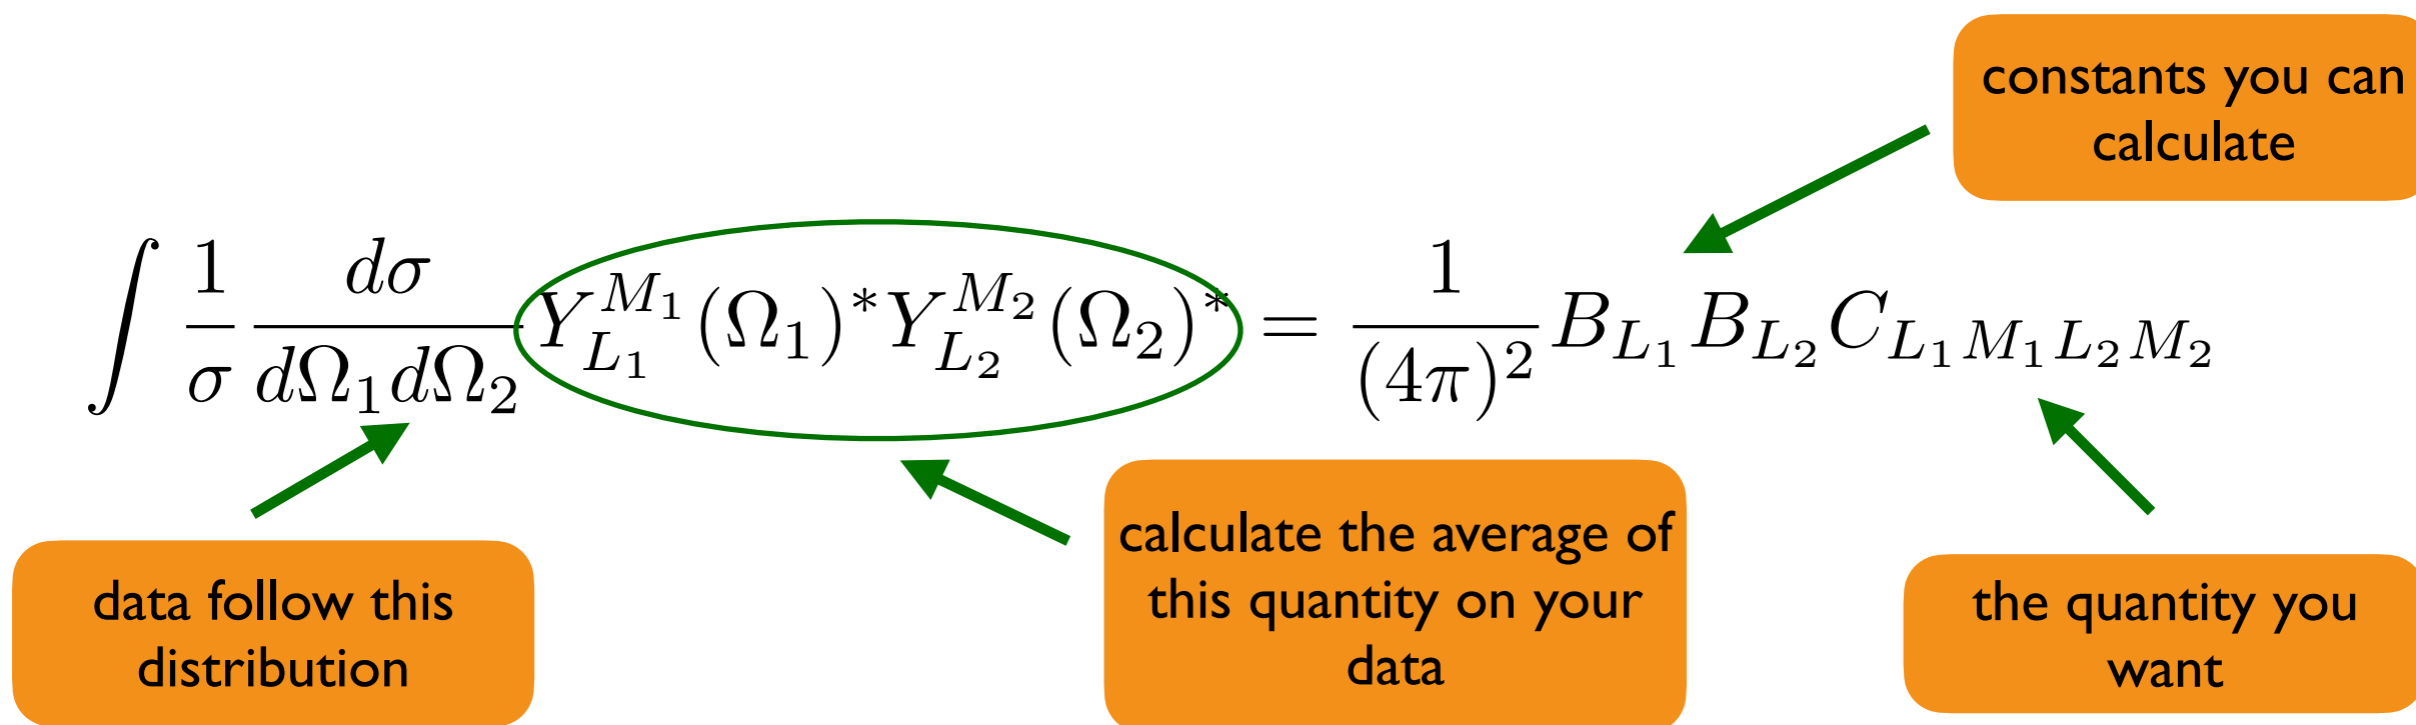 constants you can
calculate
∫ 1/σ dσ/dΩ₁dΩ₂ Y_{L₁}^{M₁}(Ω₁)* Y_{L₂}^{M₂}(Ω₂)* = 1/(4π)² B_{L₁} B_{L₂} C_{L₁M₁L₂M₂}
data follow this
distribution
calculate the average of
this quantity on your
data
the quantity you
want